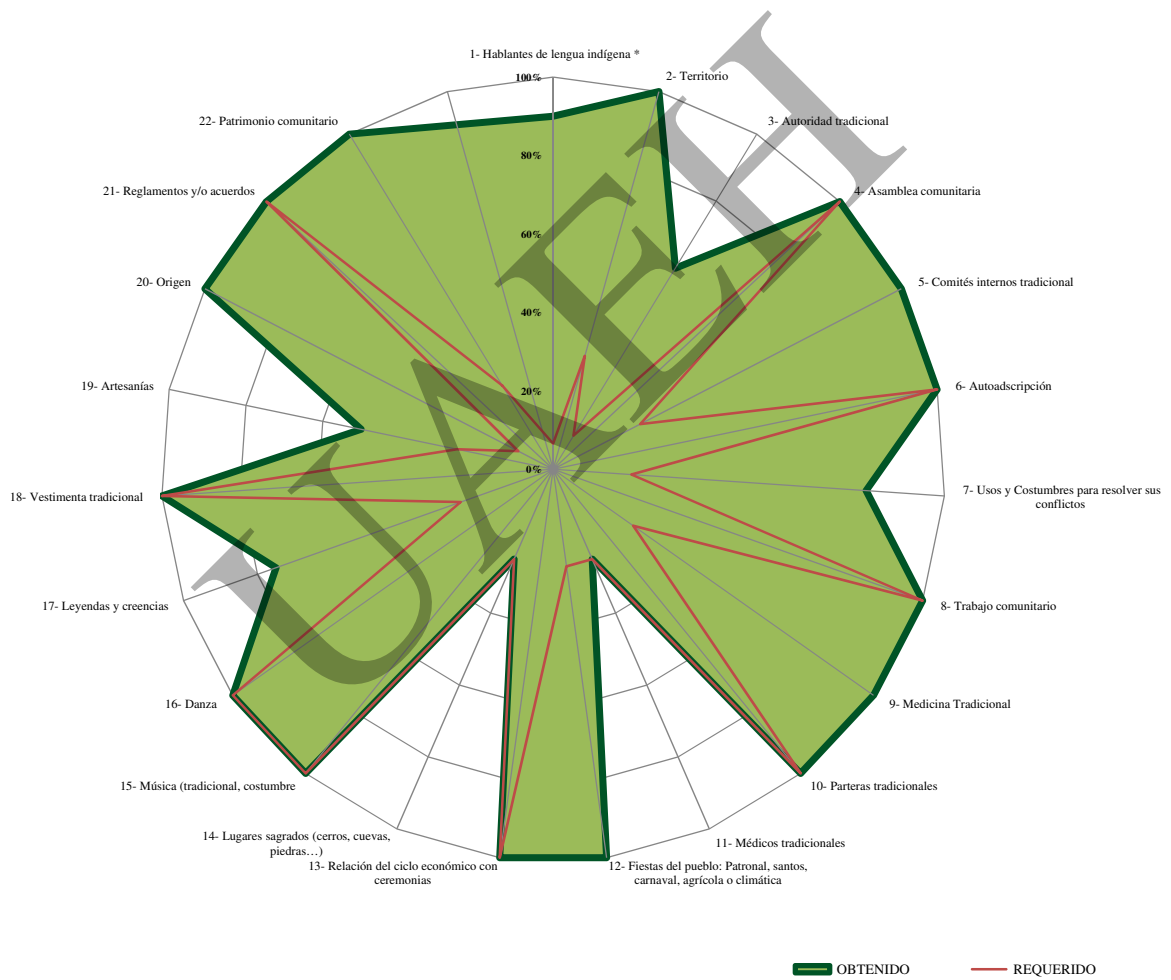 1- Hablantes de lengua indígena *
2- Territorio
3- Autoridad tradicional
4- Asamblea comunitaria
5- Comités internos tradicional
6- Autoadscripción
7- Usos y Costumbres para resolver sus
conflictos
8- Trabajo comunitario
9- Medicina Tradicional
10- Parteras tradicionales
11- Médicos tradicionales
12- Fiestas del pueblo: Patronal, santos,
carnaval, agrícola o climática
13- Relación del ciclo económico con
ceremonias
14- Lugares sagrados (cerros, cuevas,
piedras…)
15- Música (tradicional, costumbre
16- Danza
17- Leyendas y creencias
18- Vestimenta tradicional
19- Artesanías
20- Origen
21- Reglamentos y/o acuerdos
22- Patrimonio comunitario
100%
80%
60%
40%
20%
0%
UAEH
OBTENIDO
REQUERIDO